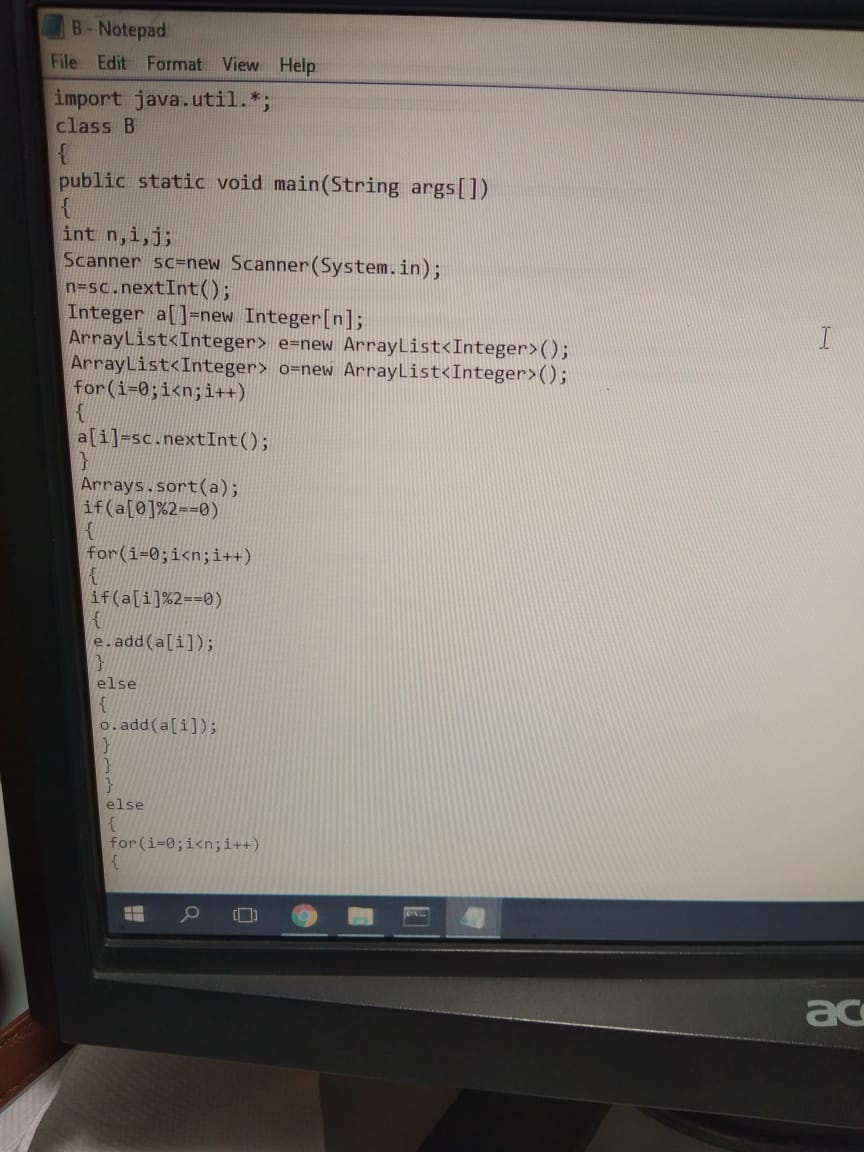 B - Notepad
File Edit Format View Help
import java.util.*;
class B
{
public static void main(String args[])
{
int n,i,j;
Scanner sc=new Scanner(System.in);
n=sc.nextInt();
Integer a[]=new Integer[n];
ArrayList<Integer> e=new ArrayList<Integer>();
ArrayList<Integer> o=new ArrayList<Integer>();
for(i=0;i<n;i++)
{
a[i]=sc.nextInt();
}
Arrays.sort(a);
if(a[0]%2==0)
{
for(i=0;i<n;i++)
{
if(a[i]%2==0)
{
e.add(a[i]);
}
else
{
o.add(a[i]);
}
}
}
else
{
for(i=0;i<n;i++)
{